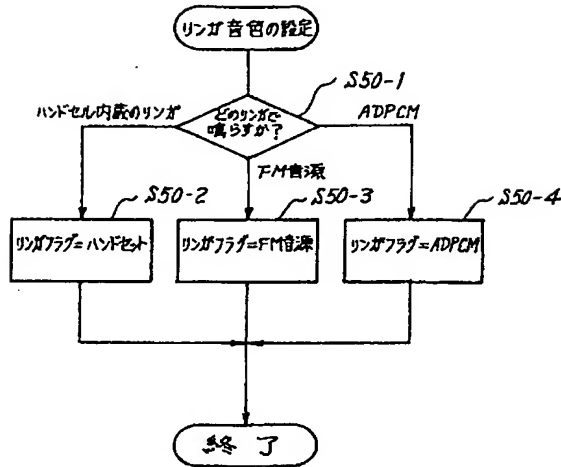 リンガ音色の設定
S50-1
どのリンガで
鳴らすか?
ハンドセル内蔵のリンガ
ADPCM
FM音源
S50-2
S50-3
S50-4
リンガフラグ=ハンドセット
リンガフラグ=FM音源
リンガフラグ=ADPCM
終了